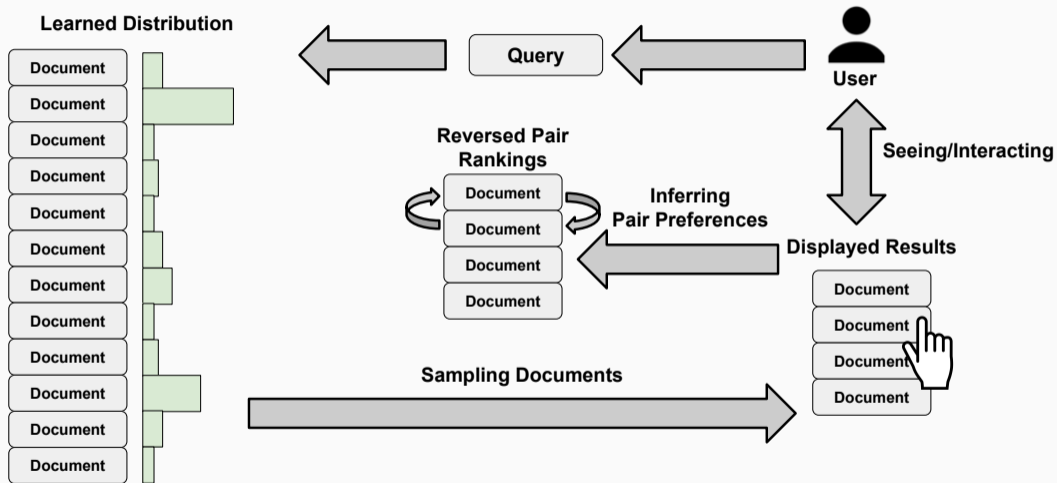 Learned Distribution
Document
Document
Document
Document
Document
Document
Document
Document
Document
Document
Document
Document
Query
User
Seeing/Interacting
Reversed Pair
Rankings
Document
Document
Document
Document
Inferring
Pair Preferences
Displayed Results
Document
Document
Document
Document
Sampling Documents